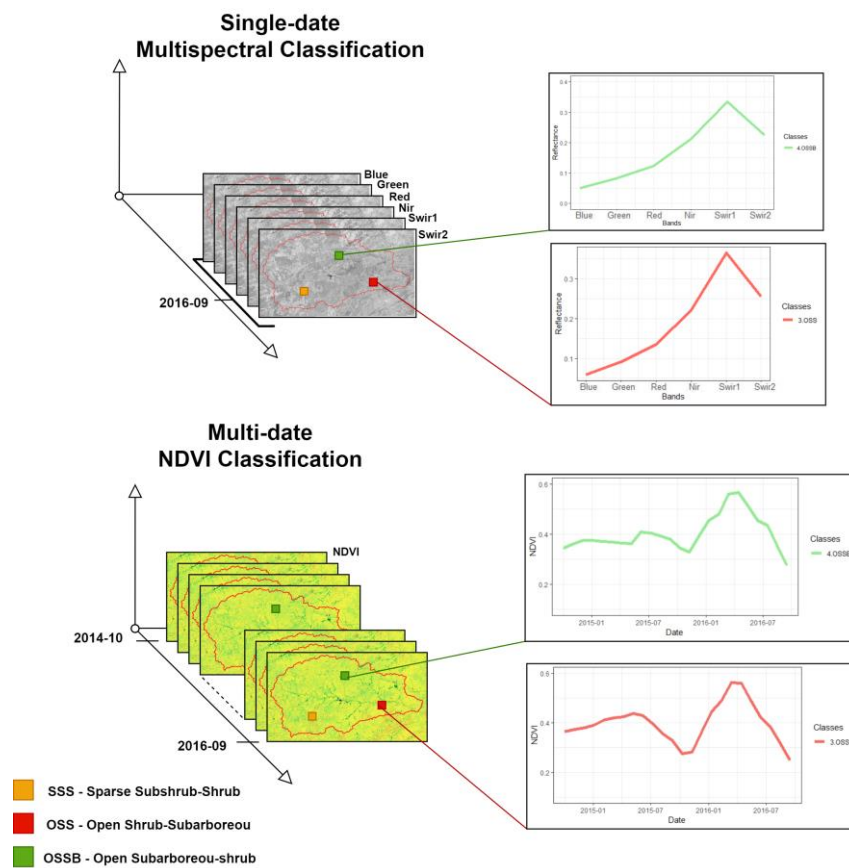 Single-date
Multispectral Classification
Blue
Green
Red
Nir
Swir1
Swir2
2016-09
0.4
0.3
0.2
0.1
0.0
Reflectance
Blue Green Red Nir Swir1 Swir2
Bands
Classes
4.OSSB
0.3
0.2
0.1
Reflectance
Blue Green Red Nir Swir1 Swir2
Bands
Classes
3.OSS
Multi-date
NDVI Classification
NDVI
2014-10
2016-09
0.6
0.4
0.2
NDVI
2015-01 2015-07 2016-01 2016-07
Date
Classes
4.OSSB
0.6
0.4
0.2
NDVI
2015-01 2015-07 2016-01 2016-07
Date
Classes
3.OSS
SSS - Sparse Subshrub-Shrub
OSS - Open Shrub-Subarboreou
OSSB - Open Subarboreou-shrub